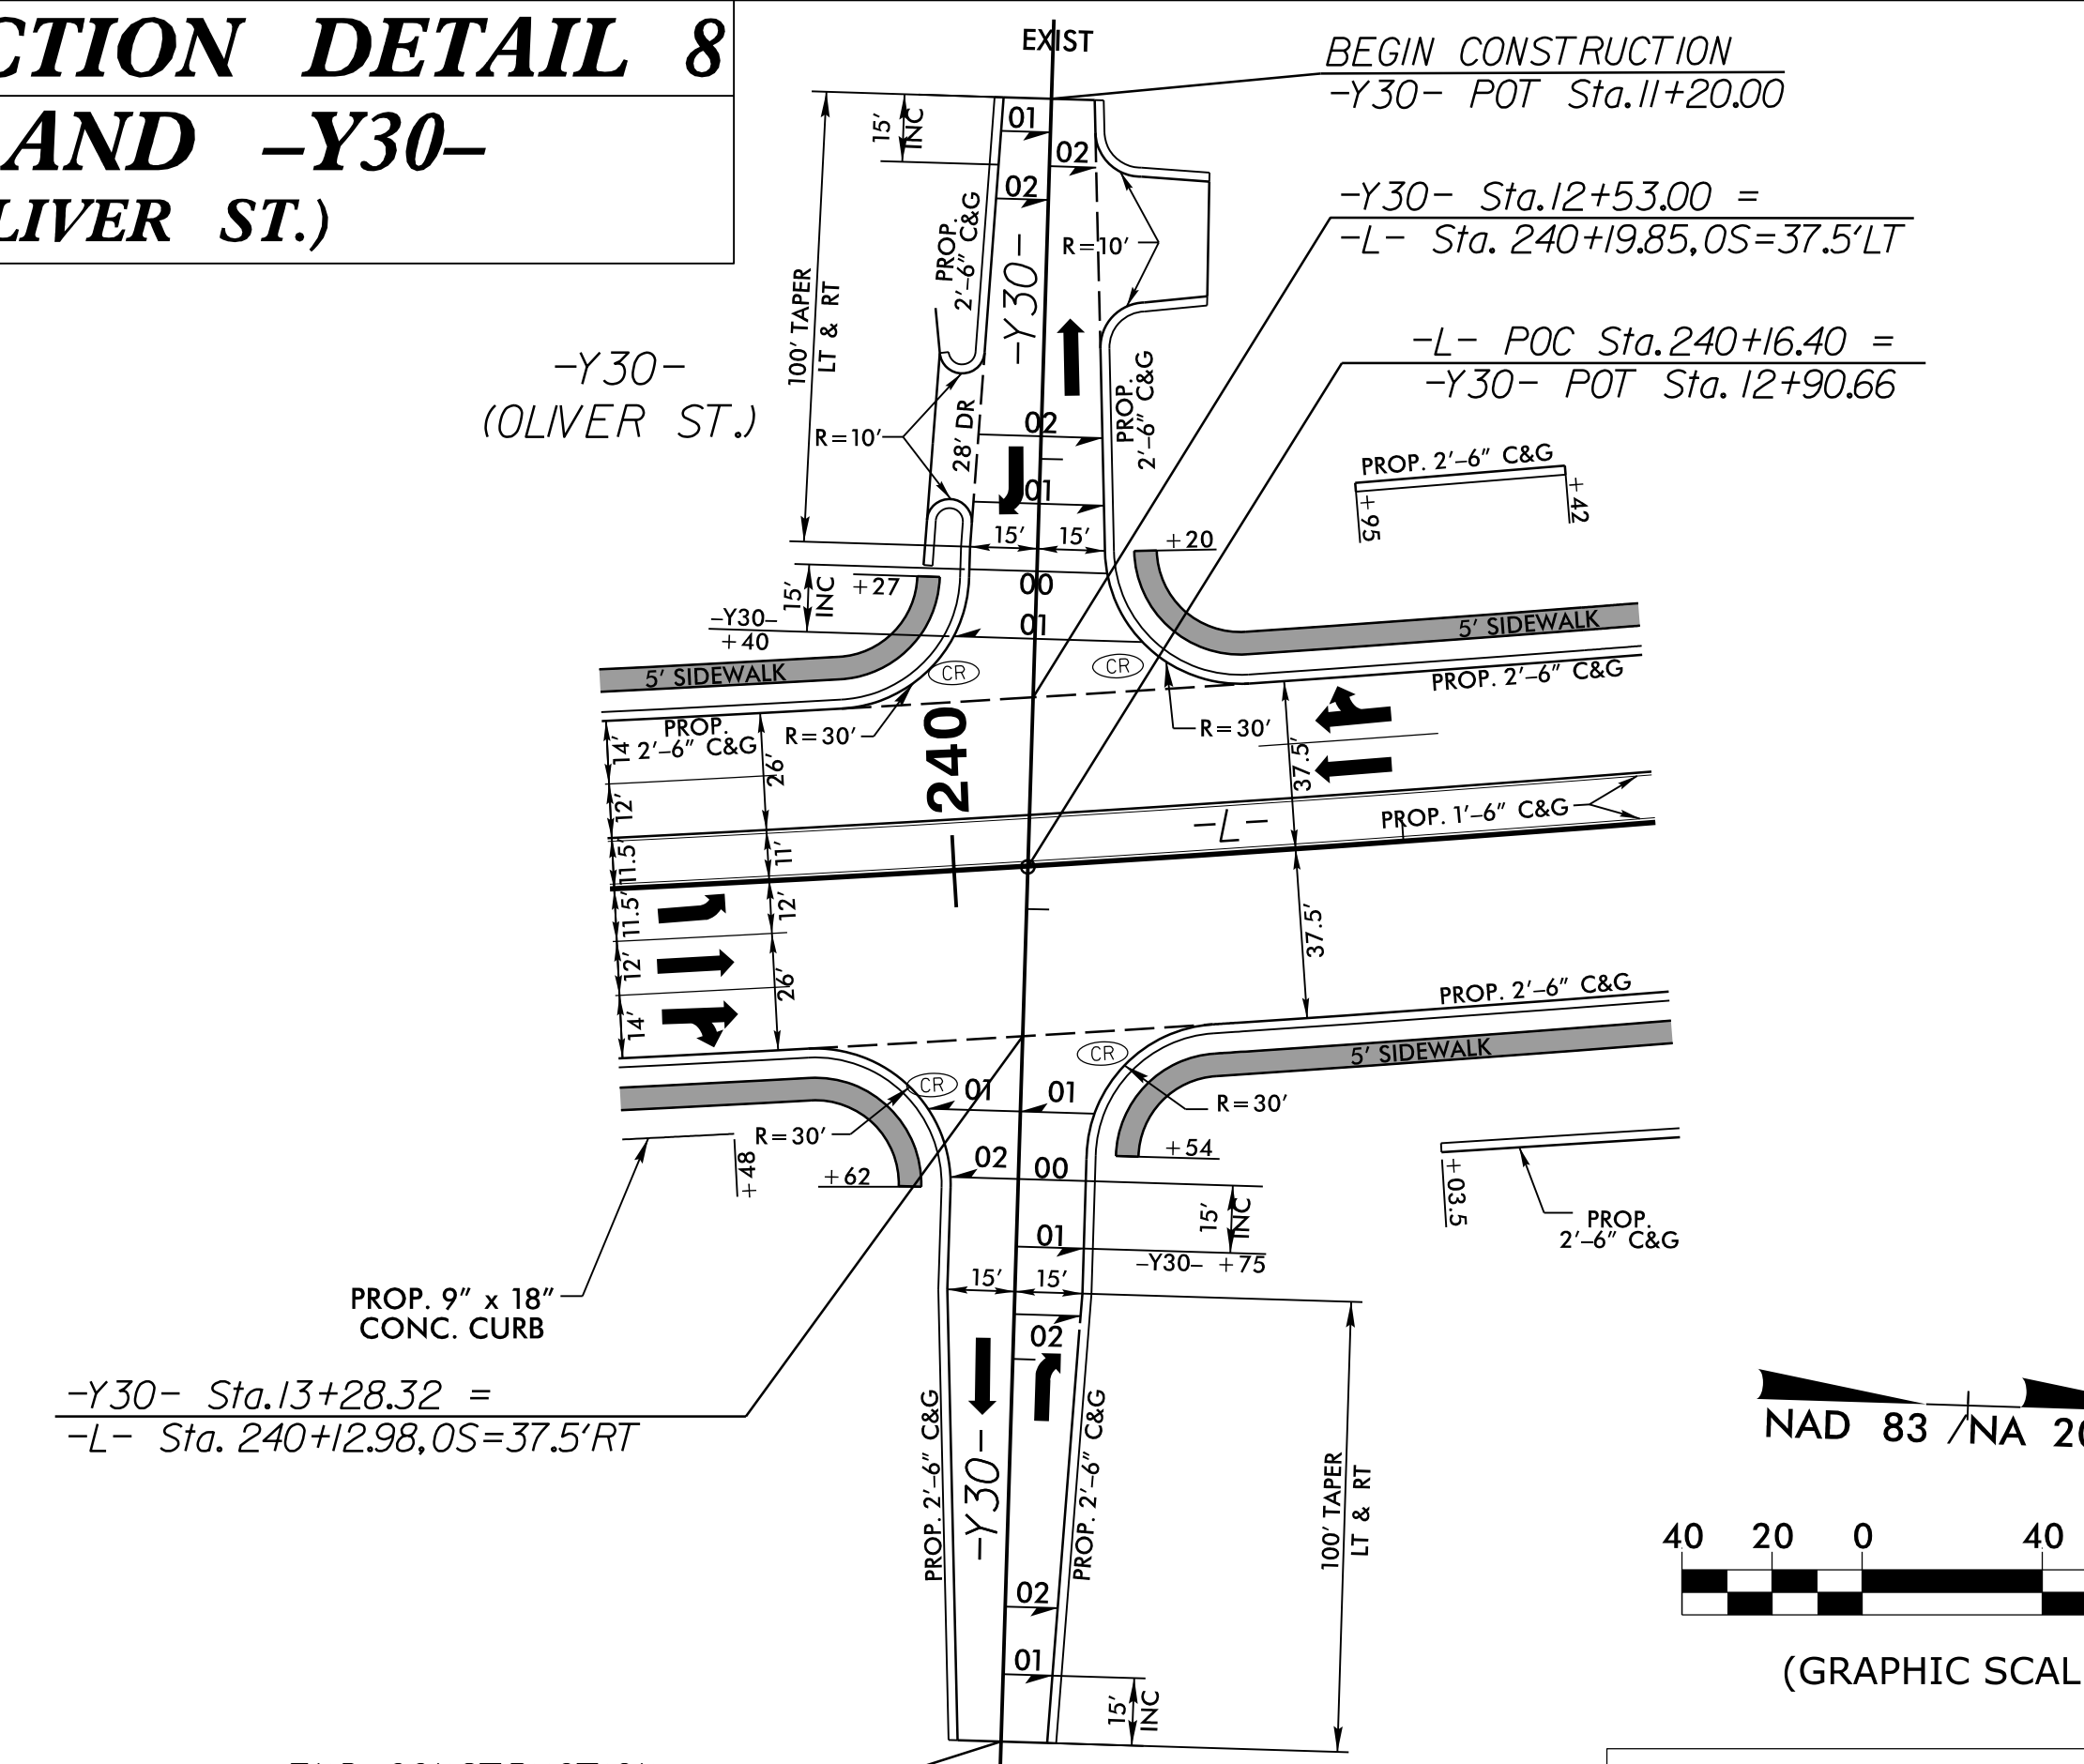 CTION DETAIL 8
AND –Y30–
LIVER ST.)
EXIST
BEGIN CONSTRUCTION
-Y30- POT Sta.11+20.00
-Y30- Sta.12+53.00 =
-L- Sta. 240+19.85,OS=37.5'LT
-L- POC Sta.240+16.40 =
-Y30- POT Sta. 12+90.66
-Y30-
(OLIVER ST.)
15'
INC
01
02
02
PROP.
2'–6" C&G
-Y30-
R=10'
100' TAPER
LT & RT
R=10'
28' DR
02
01
PROP.
2'–6" C&G
PROP. 2'–6" C&G
+95
+42
15'
15'
+20
15'
INC
+27
00
–Y30–
+40
01
5' SIDEWALK
5' SIDEWALK
CR
CR
PROP. 2'–6" C&G
PROP.
2'–6" C&G
R=30'
R=30'
240
14'
26'
37.5'
12'
-L-
PROP. 1'–6" C&G
11.5'
11'
11.5'
12'
37.5'
12'
26'
14'
PROP. 2'–6" C&G
5' SIDEWALK
CR
CR
01
01
R=30'
R=30'
+48
+62
02
00
+54
+03.5
15'
INC
01
–Y30– +75
PROP.
2'–6" C&G
15'
15'
PROP. 9" x 18"
CONC. CURB
02
-Y30- Sta.13+28.32 =
-L- Sta. 240+12.98,OS=37.5'RT
PROP. 2'–6" C&G
-Y30-
PROP. 2'–6" C&G
100' TAPER
LT & RT
02
01
15'
INC
NAD 83 /NA 20
40 20 0 40
(GRAPHIC SCAL